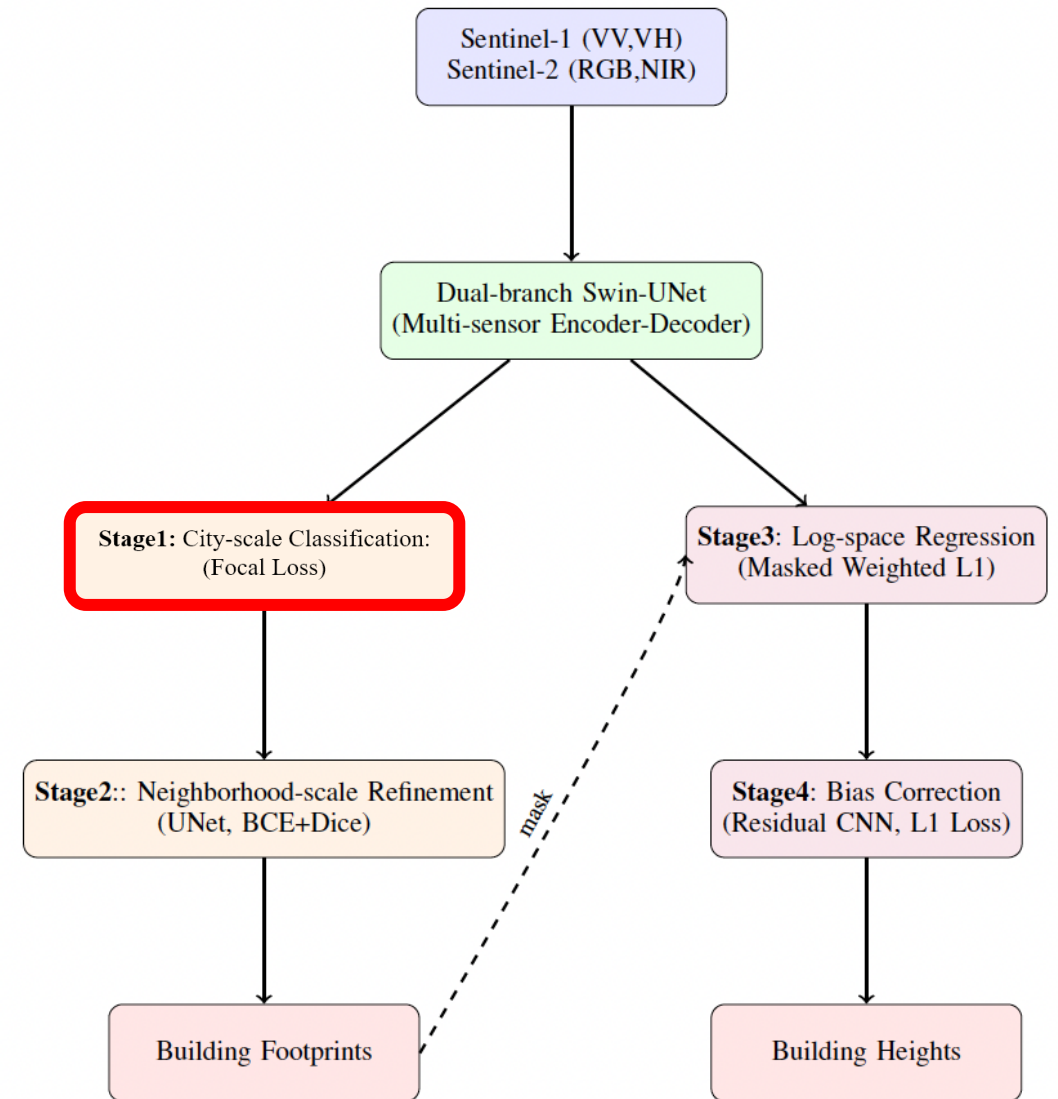 Sentinel-1 (VV,VH)
Sentinel-2 (RGB,NIR)
Dual-branch Swin-UNet
(Multi-sensor Encoder-Decoder)
Stage1: City-scale Classification:
(Focal Loss)
Stage3: Log-space Regression
(Masked Weighted L1)
Stage2:: Neighborhood-scale Refinement
(UNet, BCE+Dice)
mask
Stage4: Bias Correction
(Residual CNN, L1 Loss)
Building Footprints
Building Heights